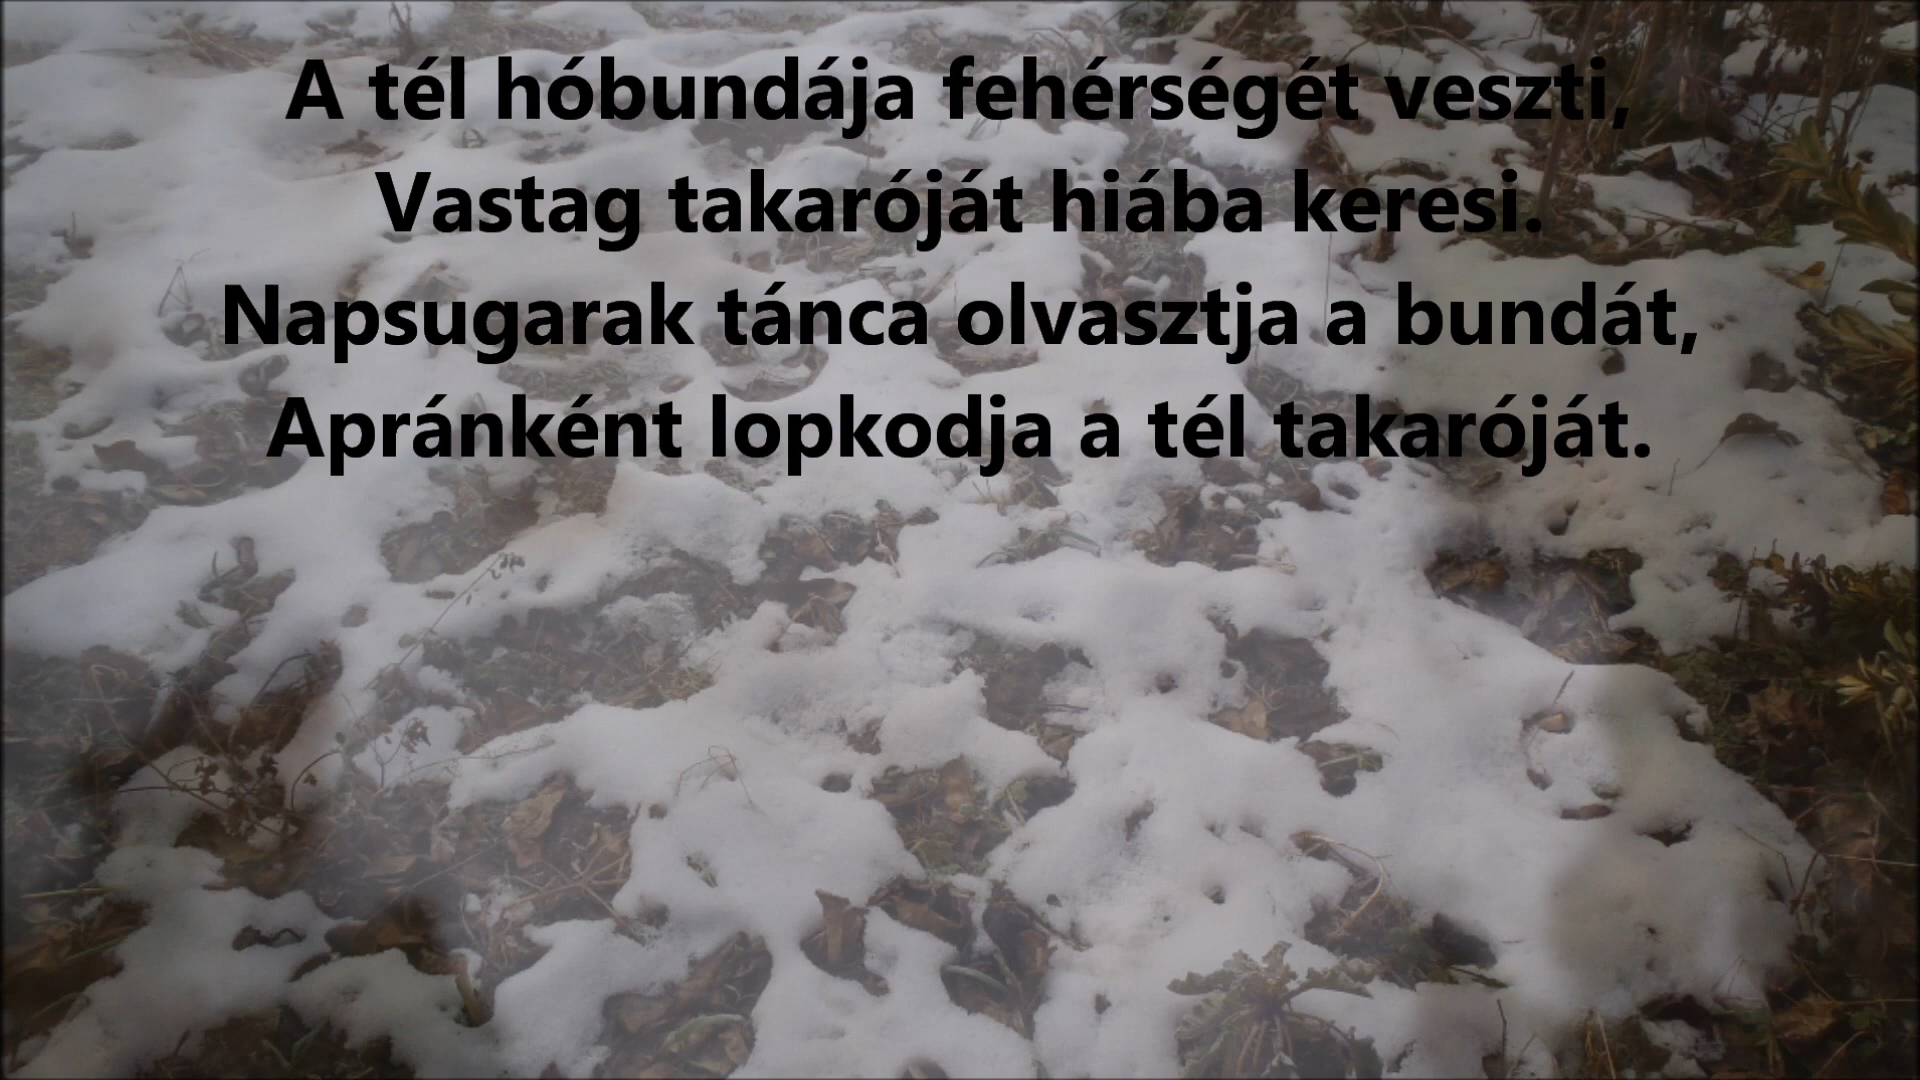 A tél hóbundája fehérségét veszti,
Vastag takaróját hiába keresi.
Napsugarak tánca olvasztja a bundát,
Apránként lopkodja a tél takaróját.